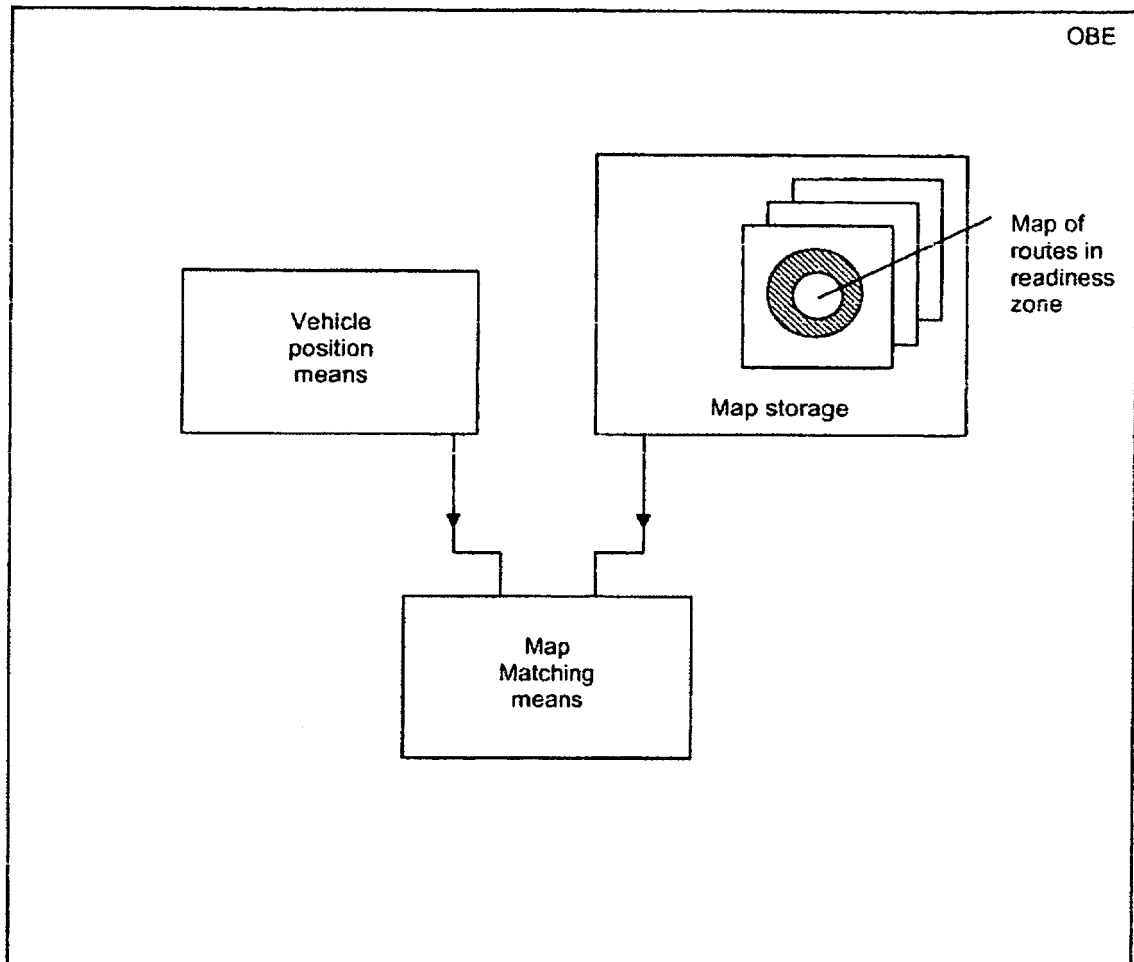 OBE
Vehicle
position
means
Map of
routes in
readiness
zone
Map storage
Map
Matching
means